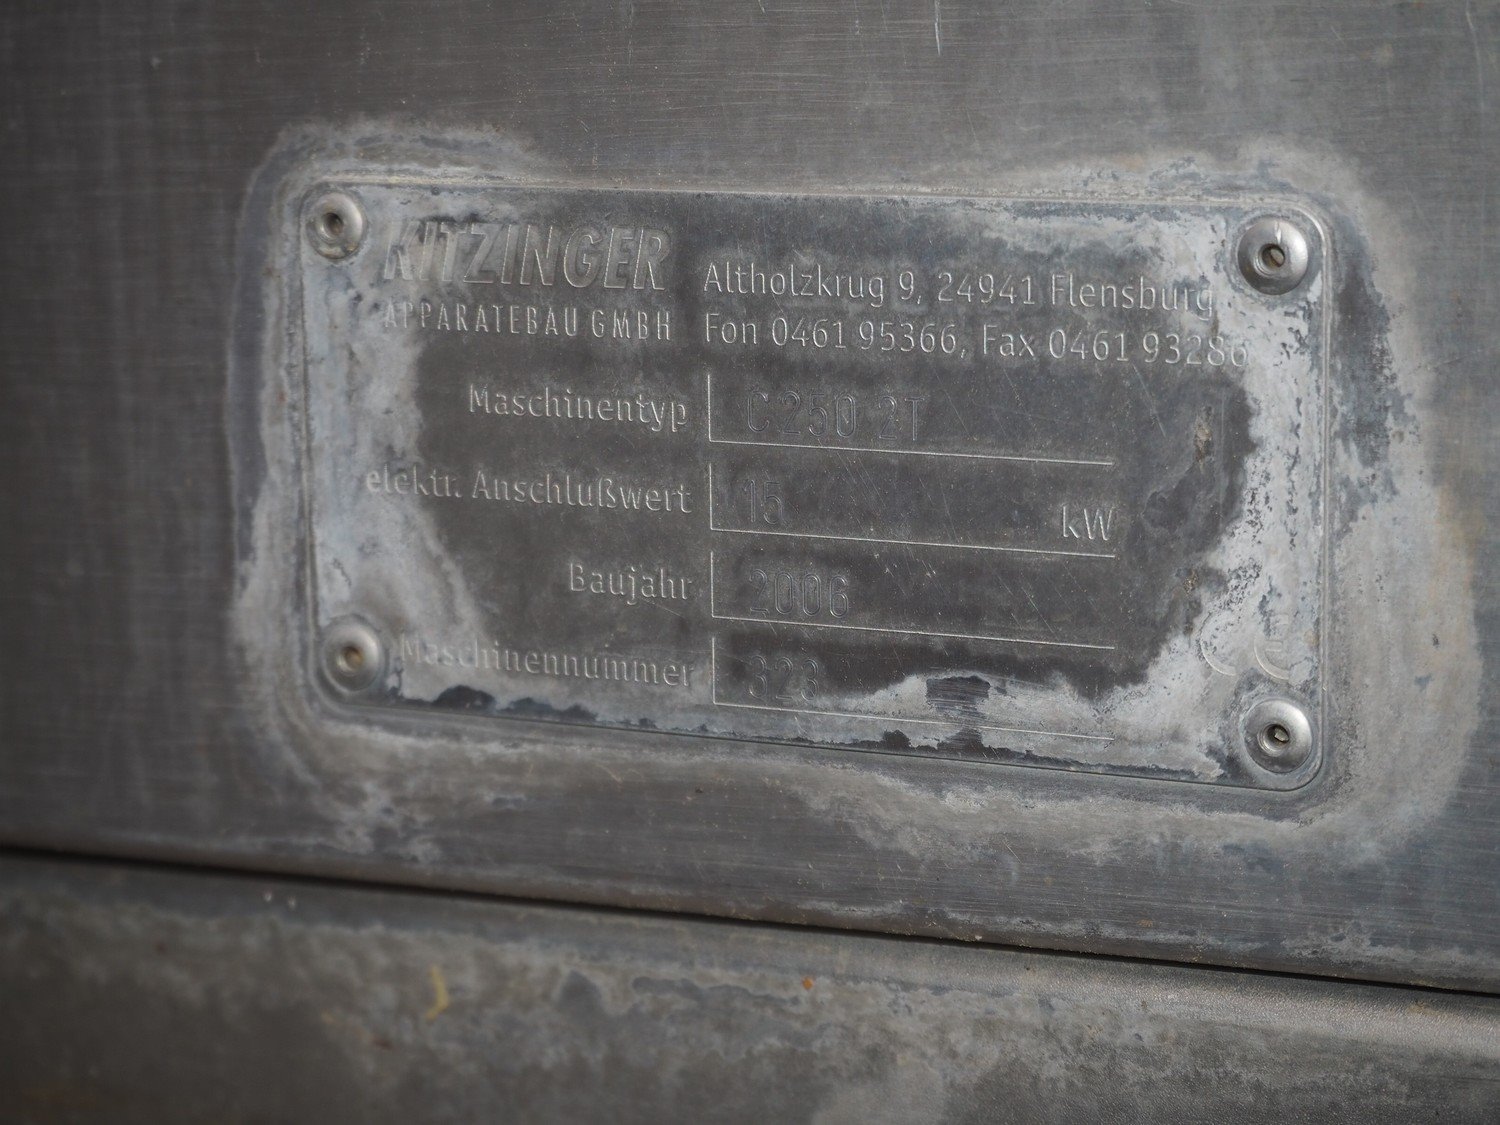 KITZINGER
APPARATEBAU GMBH
Altholzkrug 9, 24941 Flensburg
Fon 0461 95366, Fax 0461 93286
Maschinentyp C 250 2T
elektr. Anschlußwert 15 kW
Baujahr 2006
Maschinennummer 323
CE